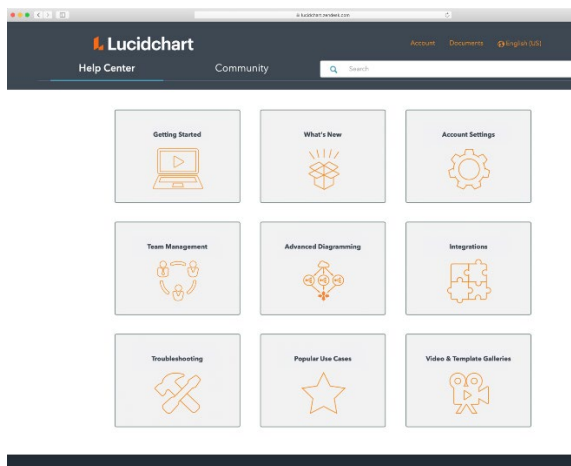 lucidchart.zendesk.com
Lucidchart
Account Documents English (US)
Help Center Community Search
Getting Started What's New Account Settings
Team Management Advanced Diagramming Integrations
Troubleshooting Popular Use Cases Video & Template Galleries